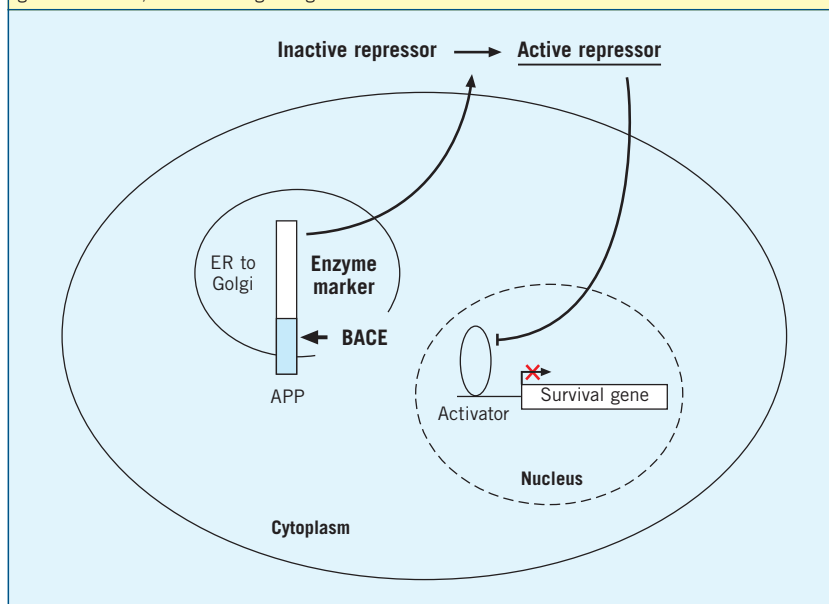 Inactive repressor
Active repressor
ER to
Golgi
Enzyme
marker
BACE
APP
Activator
Survival gene
Nucleus
Cytoplasm